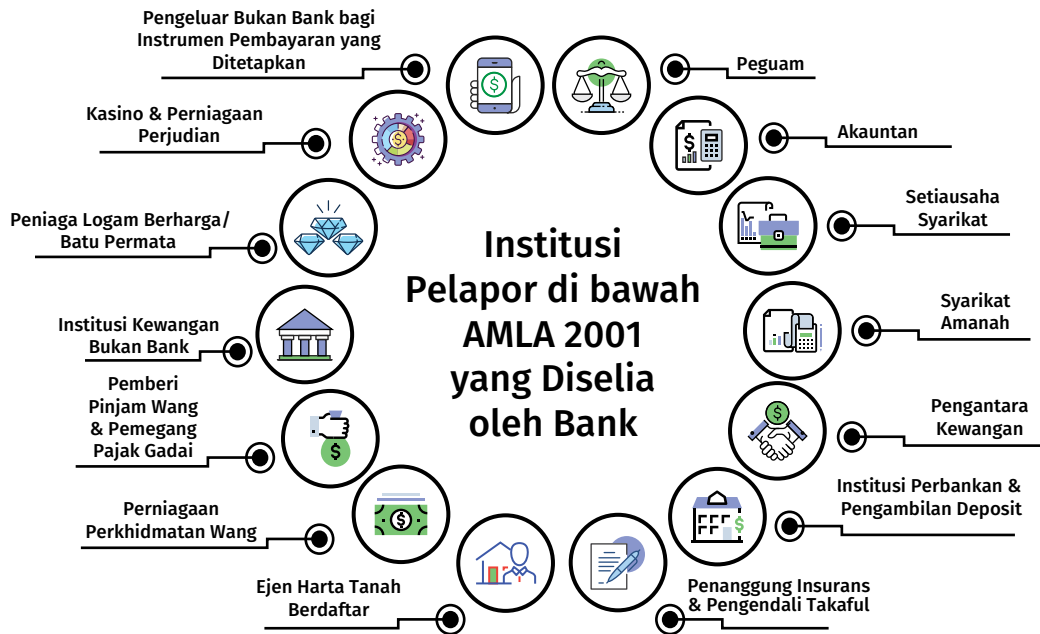 Pengeluar Bukan Bank bagi
Instrumen Pembayaran yang
Ditetapkan
Peguam
Kasino & Perniagaan
Perjudian
Akauntan
Peniaga Logam Berharga/
Batu Permata
Setiausaha
Syarikat
Institusi
Pelapor di bawah
AMLA 2001
yang Diselia
oleh Bank
Institusi Kewangan
Bukan Bank
Syarikat
Amanah
Pemberi
Pinjam Wang
& Pemegang
Pajak Gadai
Pengantara
Kewangan
Perniagaan
Perkhidmatan Wang
Institusi Perbankan &
Pengambilan Deposit
Ejen Harta Tanah
Berdaftar
Penanggung Insurans
& Pengendali Takaful